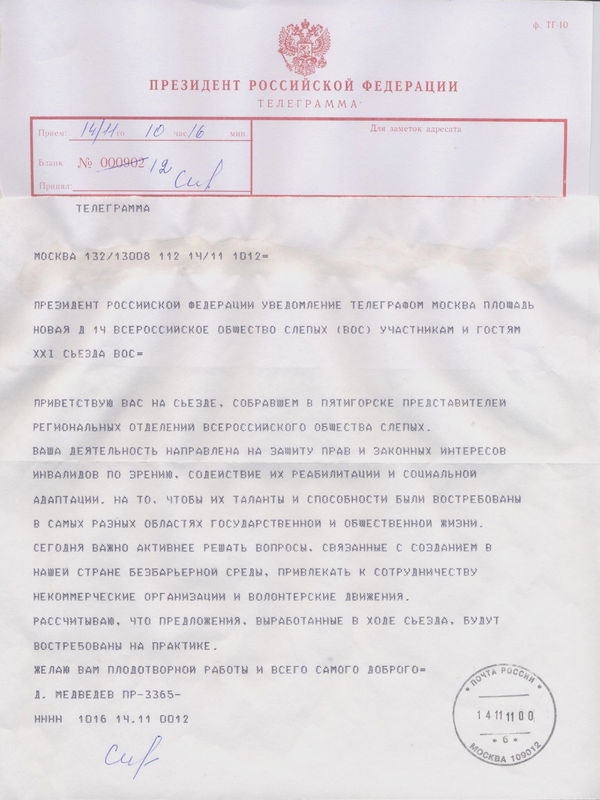 ф. ТГ-10
ПРЕЗИДЕНТ РОССИЙСКОЙ ФЕДЕРАЦИИ
ТЕЛЕГРАММА
Прием: 14/11 го 10 час 16 мин.
Для заметок адресата
Бланк № 000902 12
Принял:
ТЕЛЕГРАММА
МОСКВА 132/13008 112 14/11 1012=
ПРЕЗИДЕНТ РОССИЙСКОЙ ФЕДЕРАЦИИ УВЕДОМЛЕНИЕ ТЕЛЕГРАФОМ МОСКВА ПЛОЩАДЬ
НОВАЯ Д 14 ВСЕРОССИЙСКОЕ ОБЩЕСТВО СЛЕПЫХ (ВОС) УЧАСТНИКАМ И ГОСТЯМ
XXI СЬЕЗДА ВОС=
ПРИВЕТСТВУЮ ВАС НА СЬЕЗДЕ, СОБРАВШЕМ В ПЯТИГОРСКЕ ПРЕДСТАВИТЕЛЕЙ
РЕГИОНАЛЬНЫХ ОТДЕЛЕНИЙ ВСЕРОССИЙСКОГО ОБЩЕСТВА СЛЕПЫХ.
ВАША ДЕЯТЕЛЬНОСТЬ НАПРАВЛЕНА НА ЗАЩИТУ ПРАВ И ЗАКОННЫХ ИНТЕРЕСОВ
ИНВАЛИДОВ ПО ЗРЕНИЮ, СОДЕЙСТВИЕ ИХ РЕАБИЛИТАЦИИ И СОЦИАЛЬНОЙ
АДАПТАЦИИ, НА ТО, ЧТОБЫ ИХ ТАЛАНТЫ И СПОСОБНОСТИ БЫЛИ ВОСТРЕБОВАНЫ
В САМЫХ РАЗНЫХ ОБЛАСТЯХ ГОСУДАРСТВЕННОЙ И ОБЩЕСТВЕННОЙ ЖИЗНИ.
СЕГОДНЯ ВАЖНО АКТИВНЕЕ РЕШАТЬ ВОПРОСЫ, СВЯЗАННЫЕ С СОЗДАНИЕМ В
НАШЕЙ СТРАНЕ БЕЗБАРЬЕРНОЙ СРЕДЫ, ПРИВЛЕКАТЬ К СОТРУДНИЧЕСТВУ
НЕКОММЕРЧЕСКИЕ ОРГАНИЗАЦИИ И ВОЛОНТЕРСКИЕ ДВИЖЕНИЯ.
РАССЧИТЫВАЮ, ЧТО ПРЕДЛОЖЕНИЯ, ВЫРАБОТАННЫЕ В ХОДЕ СЬЕЗДА, БУДУТ
ВОСТРЕБОВАНЫ НА ПРАКТИКЕ.
ЖЕЛАЮ ВАМ ПЛОДОТВОРНОЙ РАБОТЫ И ВСЕГО САМОГО ДОБРОГО=
Д. МЕДВЕДЕВ ПР-3365-
НННН 1016 14.11 0012
ПОЧТА РОССИИ
14 11 11 00
* б *
МОСКВА 109012